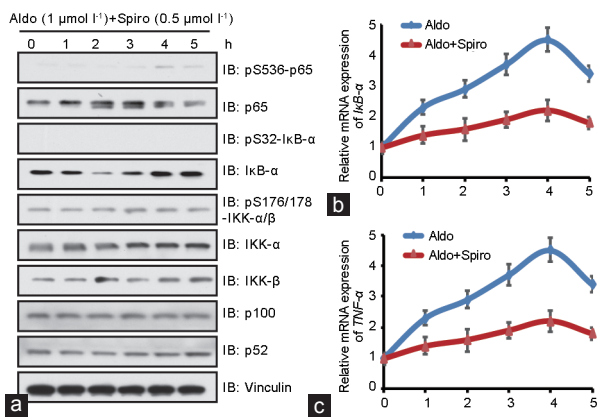 Aldo (1 μmol l⁻¹)+Spiro (0.5 μmol l⁻¹)
0 1 2 3 4 5 h
IB: pS536-p65
IB: p65
IB: pS32-IκB-α
IB: IκB-α
IB: pS176/178
-IKK-α/β
IB: IKK-α
IB: IKK-β
IB: p100
IB: p52
IB: Vinculin
a
Relative mRNA expression
of IκB-α
5
4
3
2
1
0 1 2 3 4 5
Aldo
Aldo+Spiro
b
Relative mRNA expression
of TNF-α
5
4
3
2
1
0
0 1 2 3 4 5
Aldo
Aldo+Spiro
c